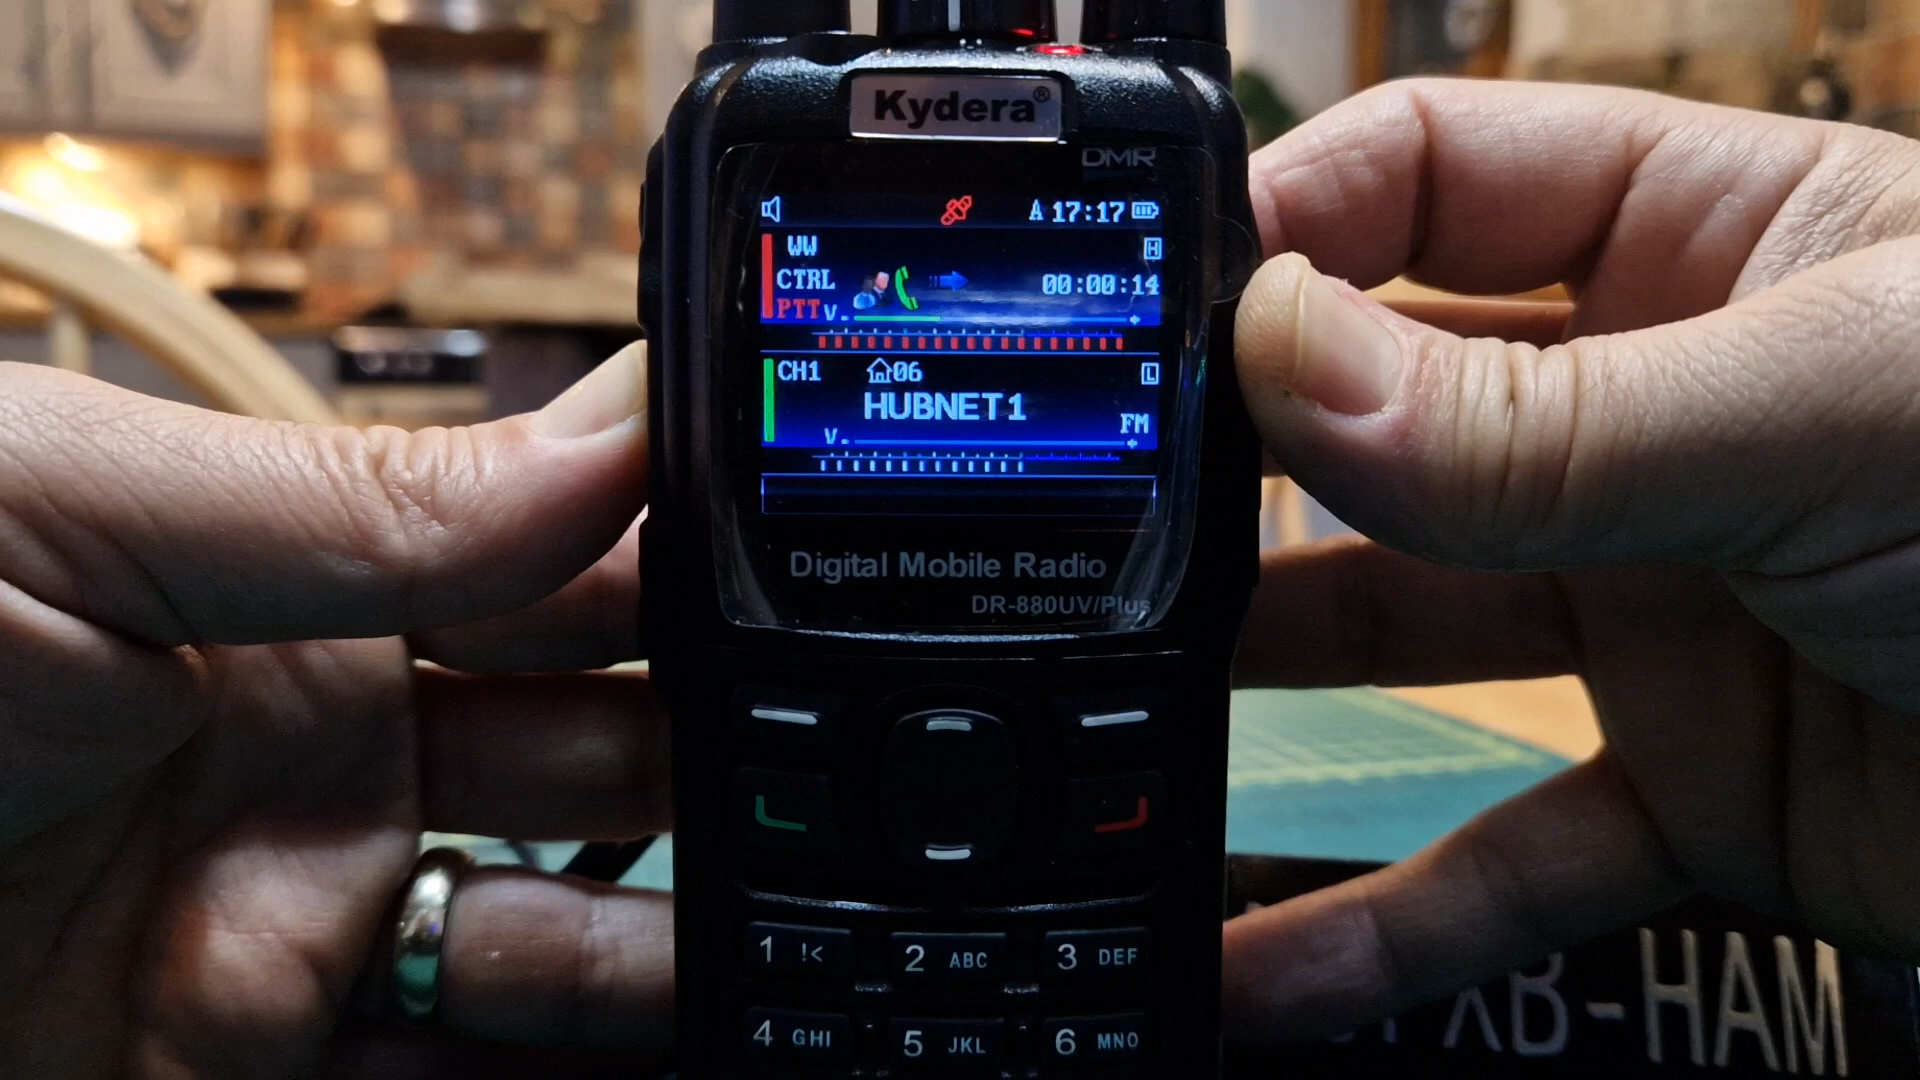 Kydera®
DMR
A 17:17
WW H
CTRL 00:00:14
PTT V - +
CH1 06 L
HUBNET1
FM
V - +
Digital Mobile Radio
DR-880UV/Plus
1 !< 2 ABC 3 DEF
4 GHI 5 JKL 6 MNO
XB-HAM